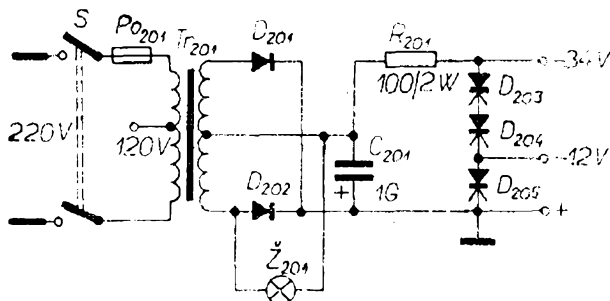 S
Po201
Tr201
D201
R201
100/2W
-34V
D203
D204
220V
120V
C201
1G
+
-12V
D202
D205
+
Ž201